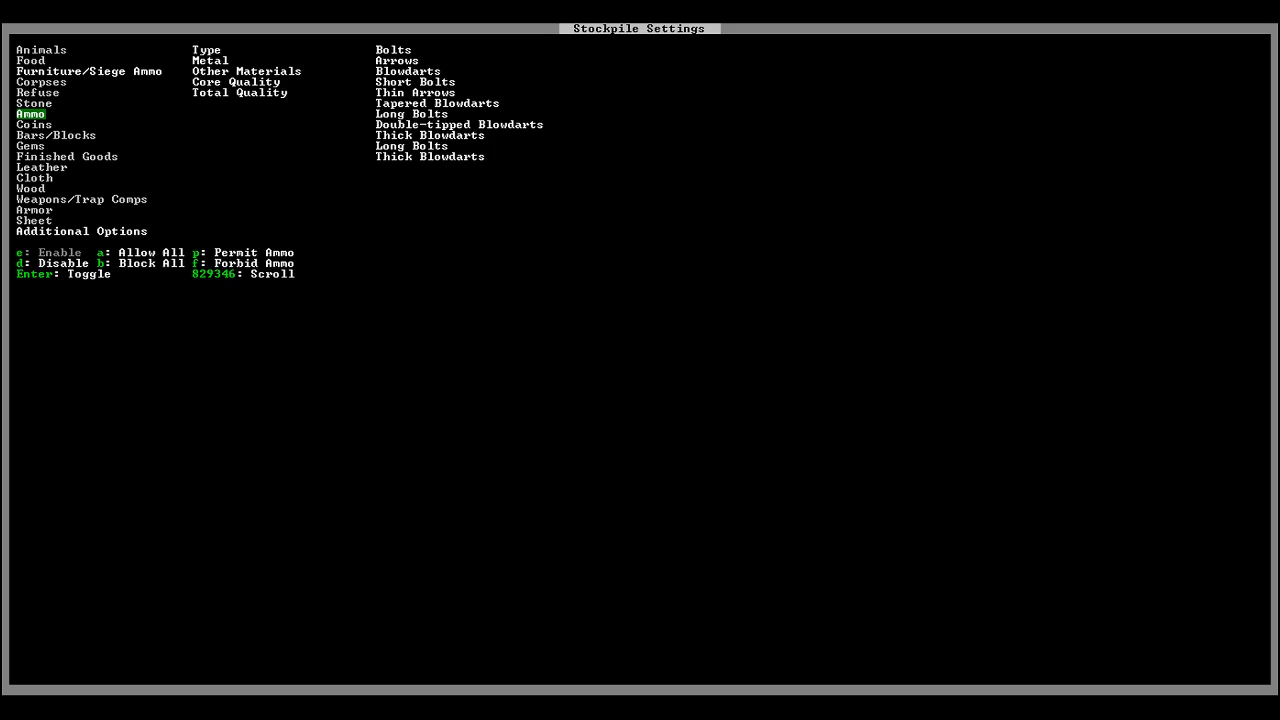 Stockpile Settings
Animals Type Bolts
Food Metal Arrows
Furniture/Siege Ammo Other Materials Blowdarts
Corpses Core Quality Short Bolts
Refuse Total Quality Thin Arrows
Stone Tapered Blowdarts
Ammo Long Bolts
Coins Double-tipped Blowdarts
Bars/Blocks Thick Blowdarts
Gems Long Bolts
Finished Goods Thick Blowdarts
Leather
Cloth
Wood
Weapons/Trap Comps
Armor
Sheet
Additional Options
e: Enable a: Allow All p: Permit Ammo
d: Disable b: Block All f: Forbid Ammo
Enter: Toggle 829346: Scroll